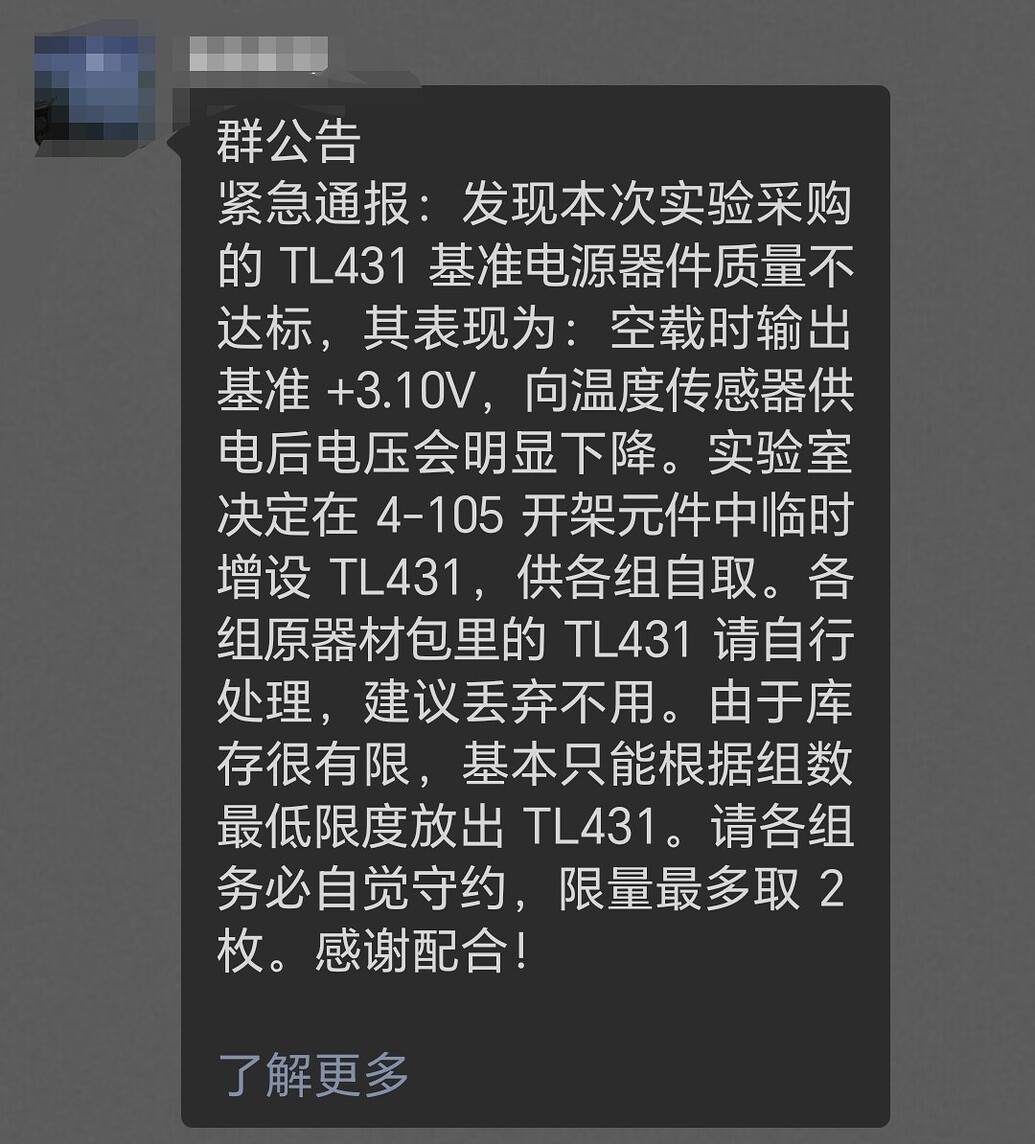 群公告
紧急通报：发现本次实验采购
的 TL431 基准电源器件质量不
达标，其表现为：空载时输出
基准 +3.10V，向温度传感器供
电后电压会明显下降。实验室
决定在 4-105 开架元件中临时
增设 TL431，供各组自取。各
组原器材包里的 TL431 请自行
处理，建议丢弃不用。由于库
存很有限，基本只能根据组数
最低限度放出 TL431。请各组
务必自觉守约，限量最多取 2
枚。感谢配合！
了解更多